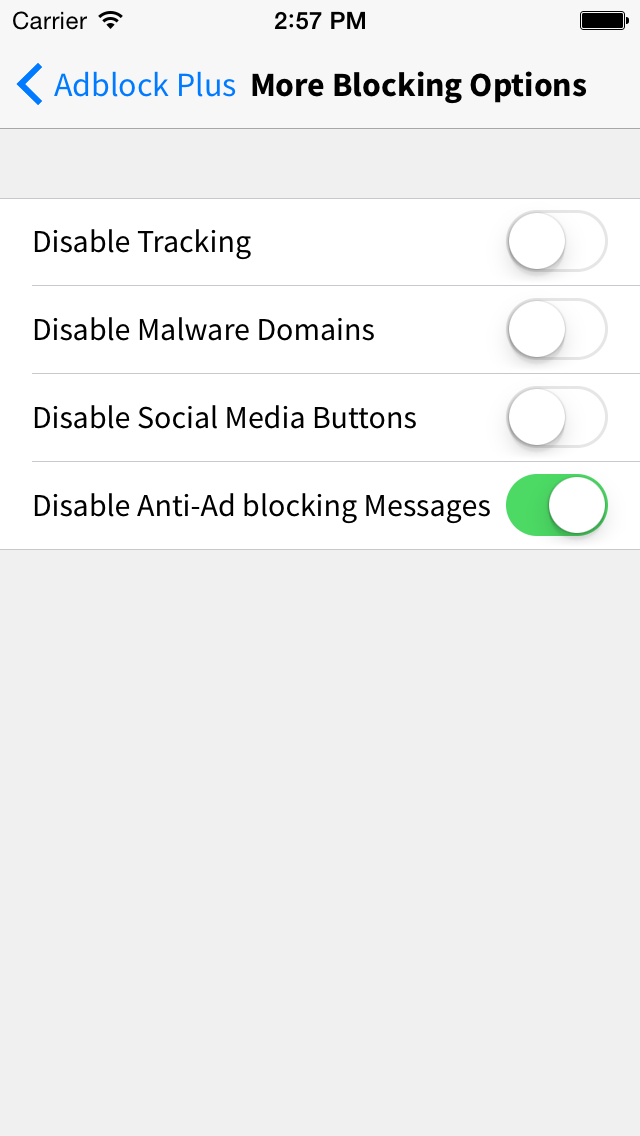 Carrier 2:57 PM
Adblock Plus More Blocking Options
Disable Tracking
Disable Malware Domains
Disable Social Media Buttons
Disable Anti-Ad blocking Messages